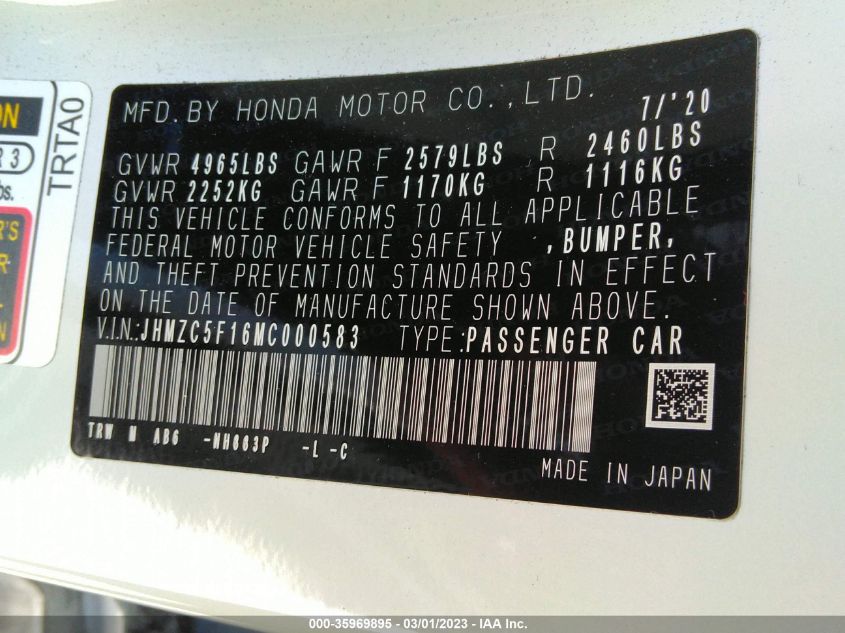 MFD. BY HONDA MOTOR CO., LTD. 7/'20
GVWR 4965LBS GAWR F 2579LBS R 2460LBS
GVWR 2252KG GAWR F 1170KG R 1116KG
THIS VEHICLE CONFORMS TO ALL APPLICABLE
FEDERAL MOTOR VEHICLE SAFETY ,BUMPER,
AND THEFT PREVENTION STANDARDS IN EFFECT
ON THE DATE OF MANUFACTURE SHOWN ABOVE.
V.I.N.:JHMZC5F16MC000583 TYPE:PASSENGER CAR
TRW M AB6 -NH883P -L -C
MADE IN JAPAN
TRTA0
ON
R 3
bs.
R'S
R
000-35969895 - 03/01/2023 - IAA Inc.